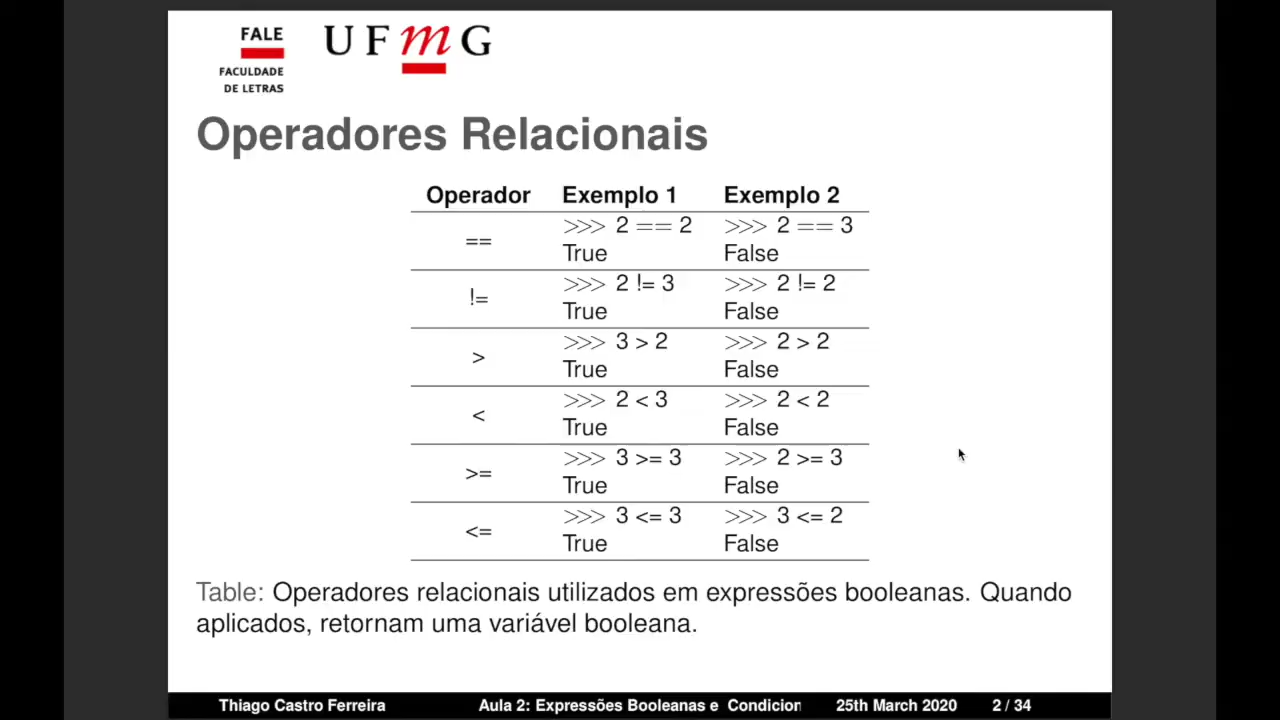 FALE
FACULDADE
DE LETRAS
UFmG
Operadores Relacionais
Operador Exemplo 1 Exemplo 2
== >>> 2 == 2 >>> 2 == 3
True False
!= >>> 2 != 3 >>> 2 != 2
True False
> >>> 3 > 2 >>> 2 > 2
True False
< >>> 2 < 3 >>> 2 < 2
True False
>= >>> 3 >= 3 >>> 2 >= 3
True False
<= >>> 3 <= 3 >>> 3 <= 2
True False
Table: Operadores relacionais utilizados em expressões booleanas. Quando
aplicados, retornam uma variável booleana.
Thiago Castro Ferreira Aula 2: Expressões Booleanas e Condicion 25th March 2020 2 / 34